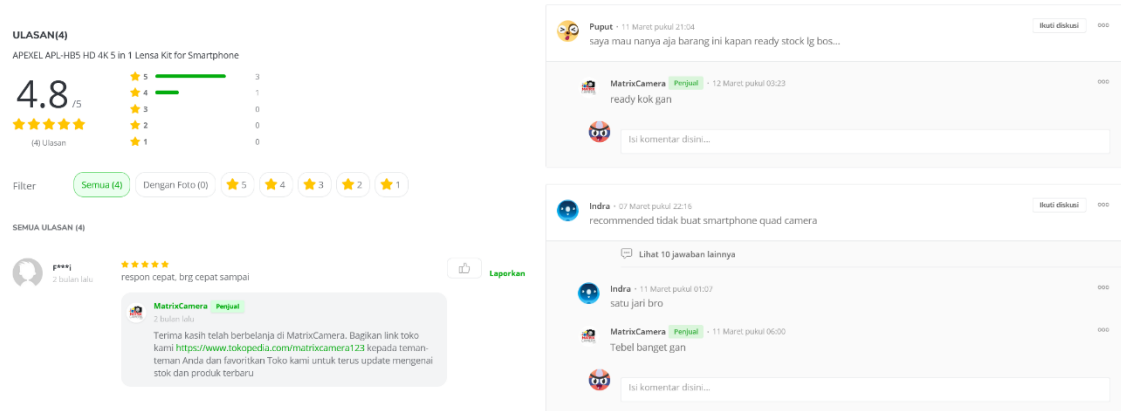 ULASAN(4)
APEXEL APL-HB5 HD 4K 5 in 1 Lensa Kit for Smartphone
4.8 /5
(4) Ulasan
5 3
4 1
3 0
2 0
1 0
Filter Semua (4) Dengan Foto (0) 5 4 3 2 1
SEMUA ULASAN (4)
F***i
2 bulan lalu
respon cepat, brg cepat sampai
Laporkan
MatrixCamera Penjual
2 bulan lalu
Terima kasih telah berbelanja di MatrixCamera. Bagikan link toko
kami https://www.tokopedia.com/matrixcamera123 kepada teman-
teman Anda dan favoritkan Toko kami untuk terus update mengenai
stok dan produk terbaru
Puput • 11 Maret pukul 21:04 Ikuti diskusi
saya mau nanya aja barang ini kapan ready stock lg bos...
MatrixCamera Penjual • 12 Maret pukul 03:23
ready kok gan
Isi komentar disini...
Indra • 07 Maret pukul 22:16 Ikuti diskusi
recommended tidak buat smartphone quad camera
Lihat 10 jawaban lainnya
Indra • 11 Maret pukul 01:07
satu jari bro
MatrixCamera Penjual • 11 Maret pukul 06:00
Tebel banget gan
Isi komentar disini...